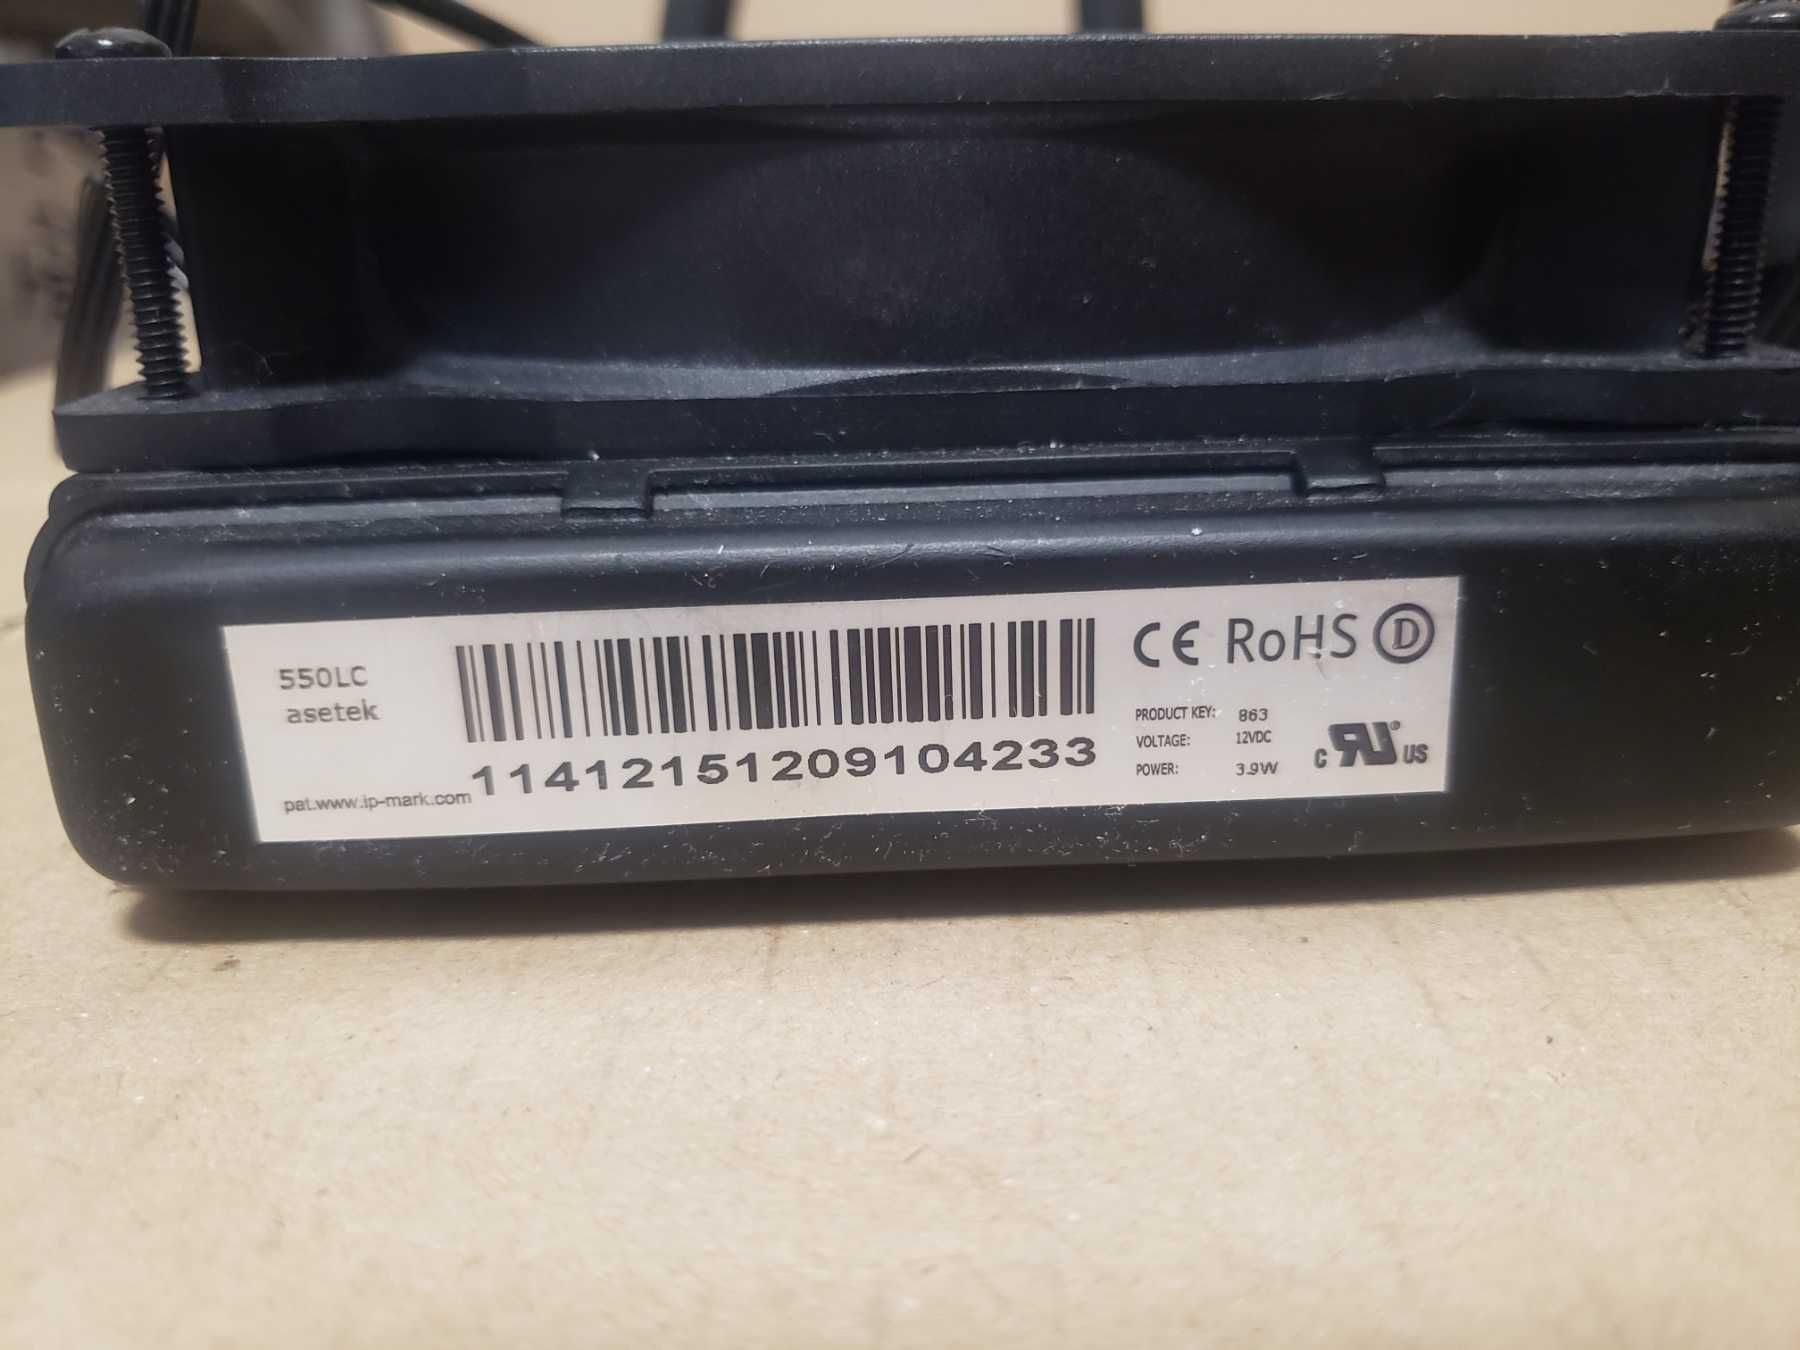 550LC
asetek
pat.www.ip-mark.com
11412151209104233
CE RoHS D
PRODUCT KEY: 863
VOLTAGE: 12VDC
POWER: 3.9W
c RU ® US